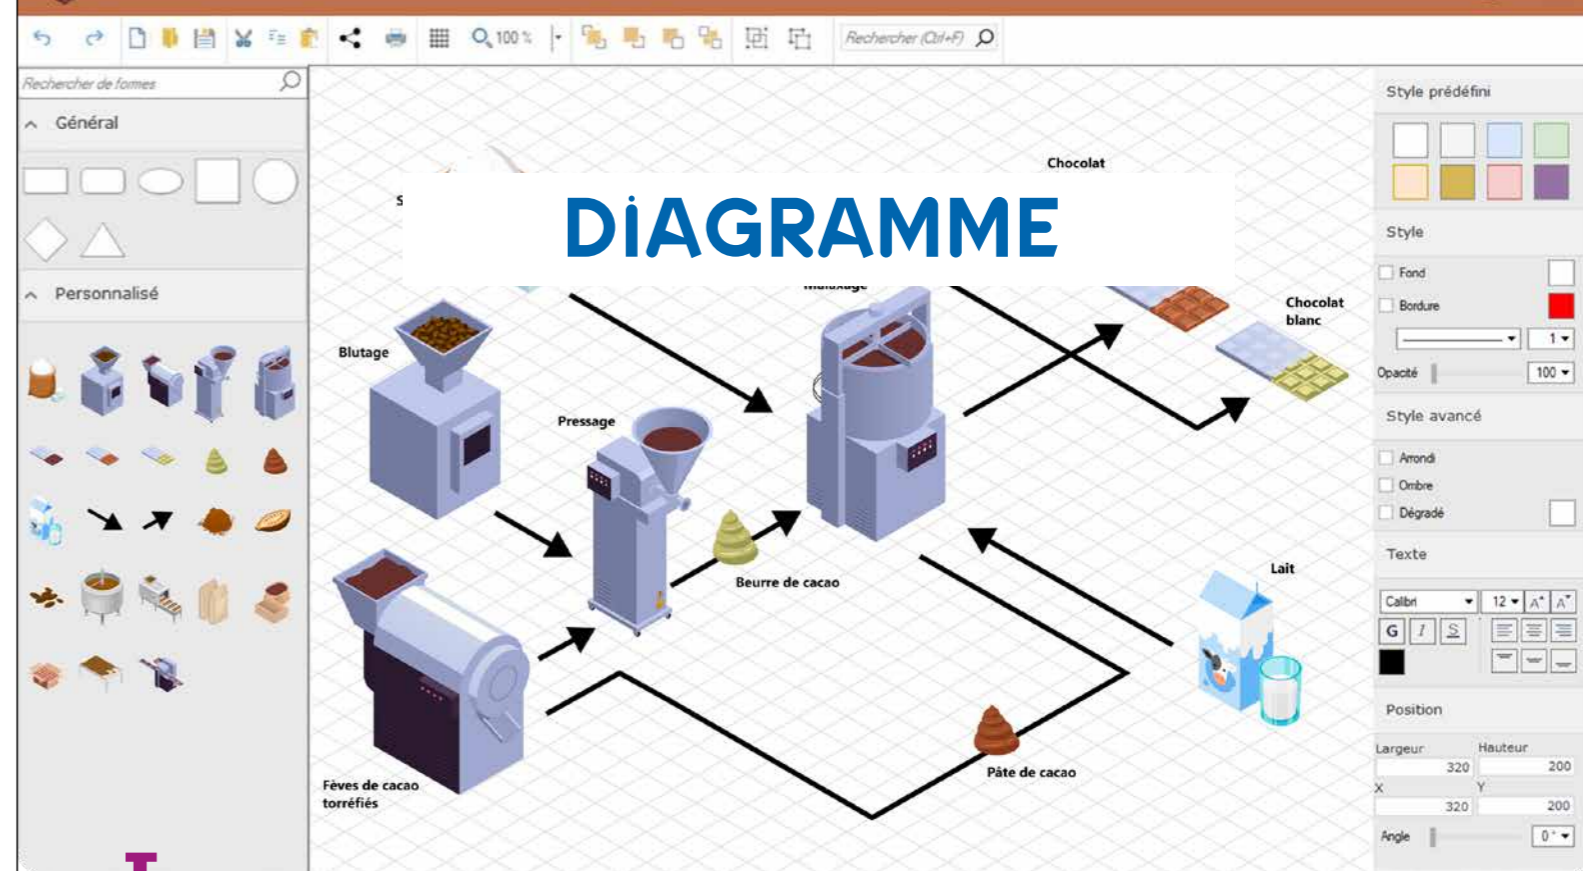 100 %
Rechercher (Ctrl+F)
Rechercher de formes
Général
Personnalisé
DiAGRAMME
Chocolat
Chocolat
blanc
Blutage
Pressage
Beurre de cacao
Lait
Fèves de cacao
torréfiés
Pâte de cacao
Style prédéfini
Style
Fond
Bordure
1
Opacité
100
Style avancé
Arrondi
Ombre
Dégradé
Texte
Calibri
12
A
A
G
I
S
Position
Largeur
Hauteur
320
200
X
Y
320
200
Angle
0°